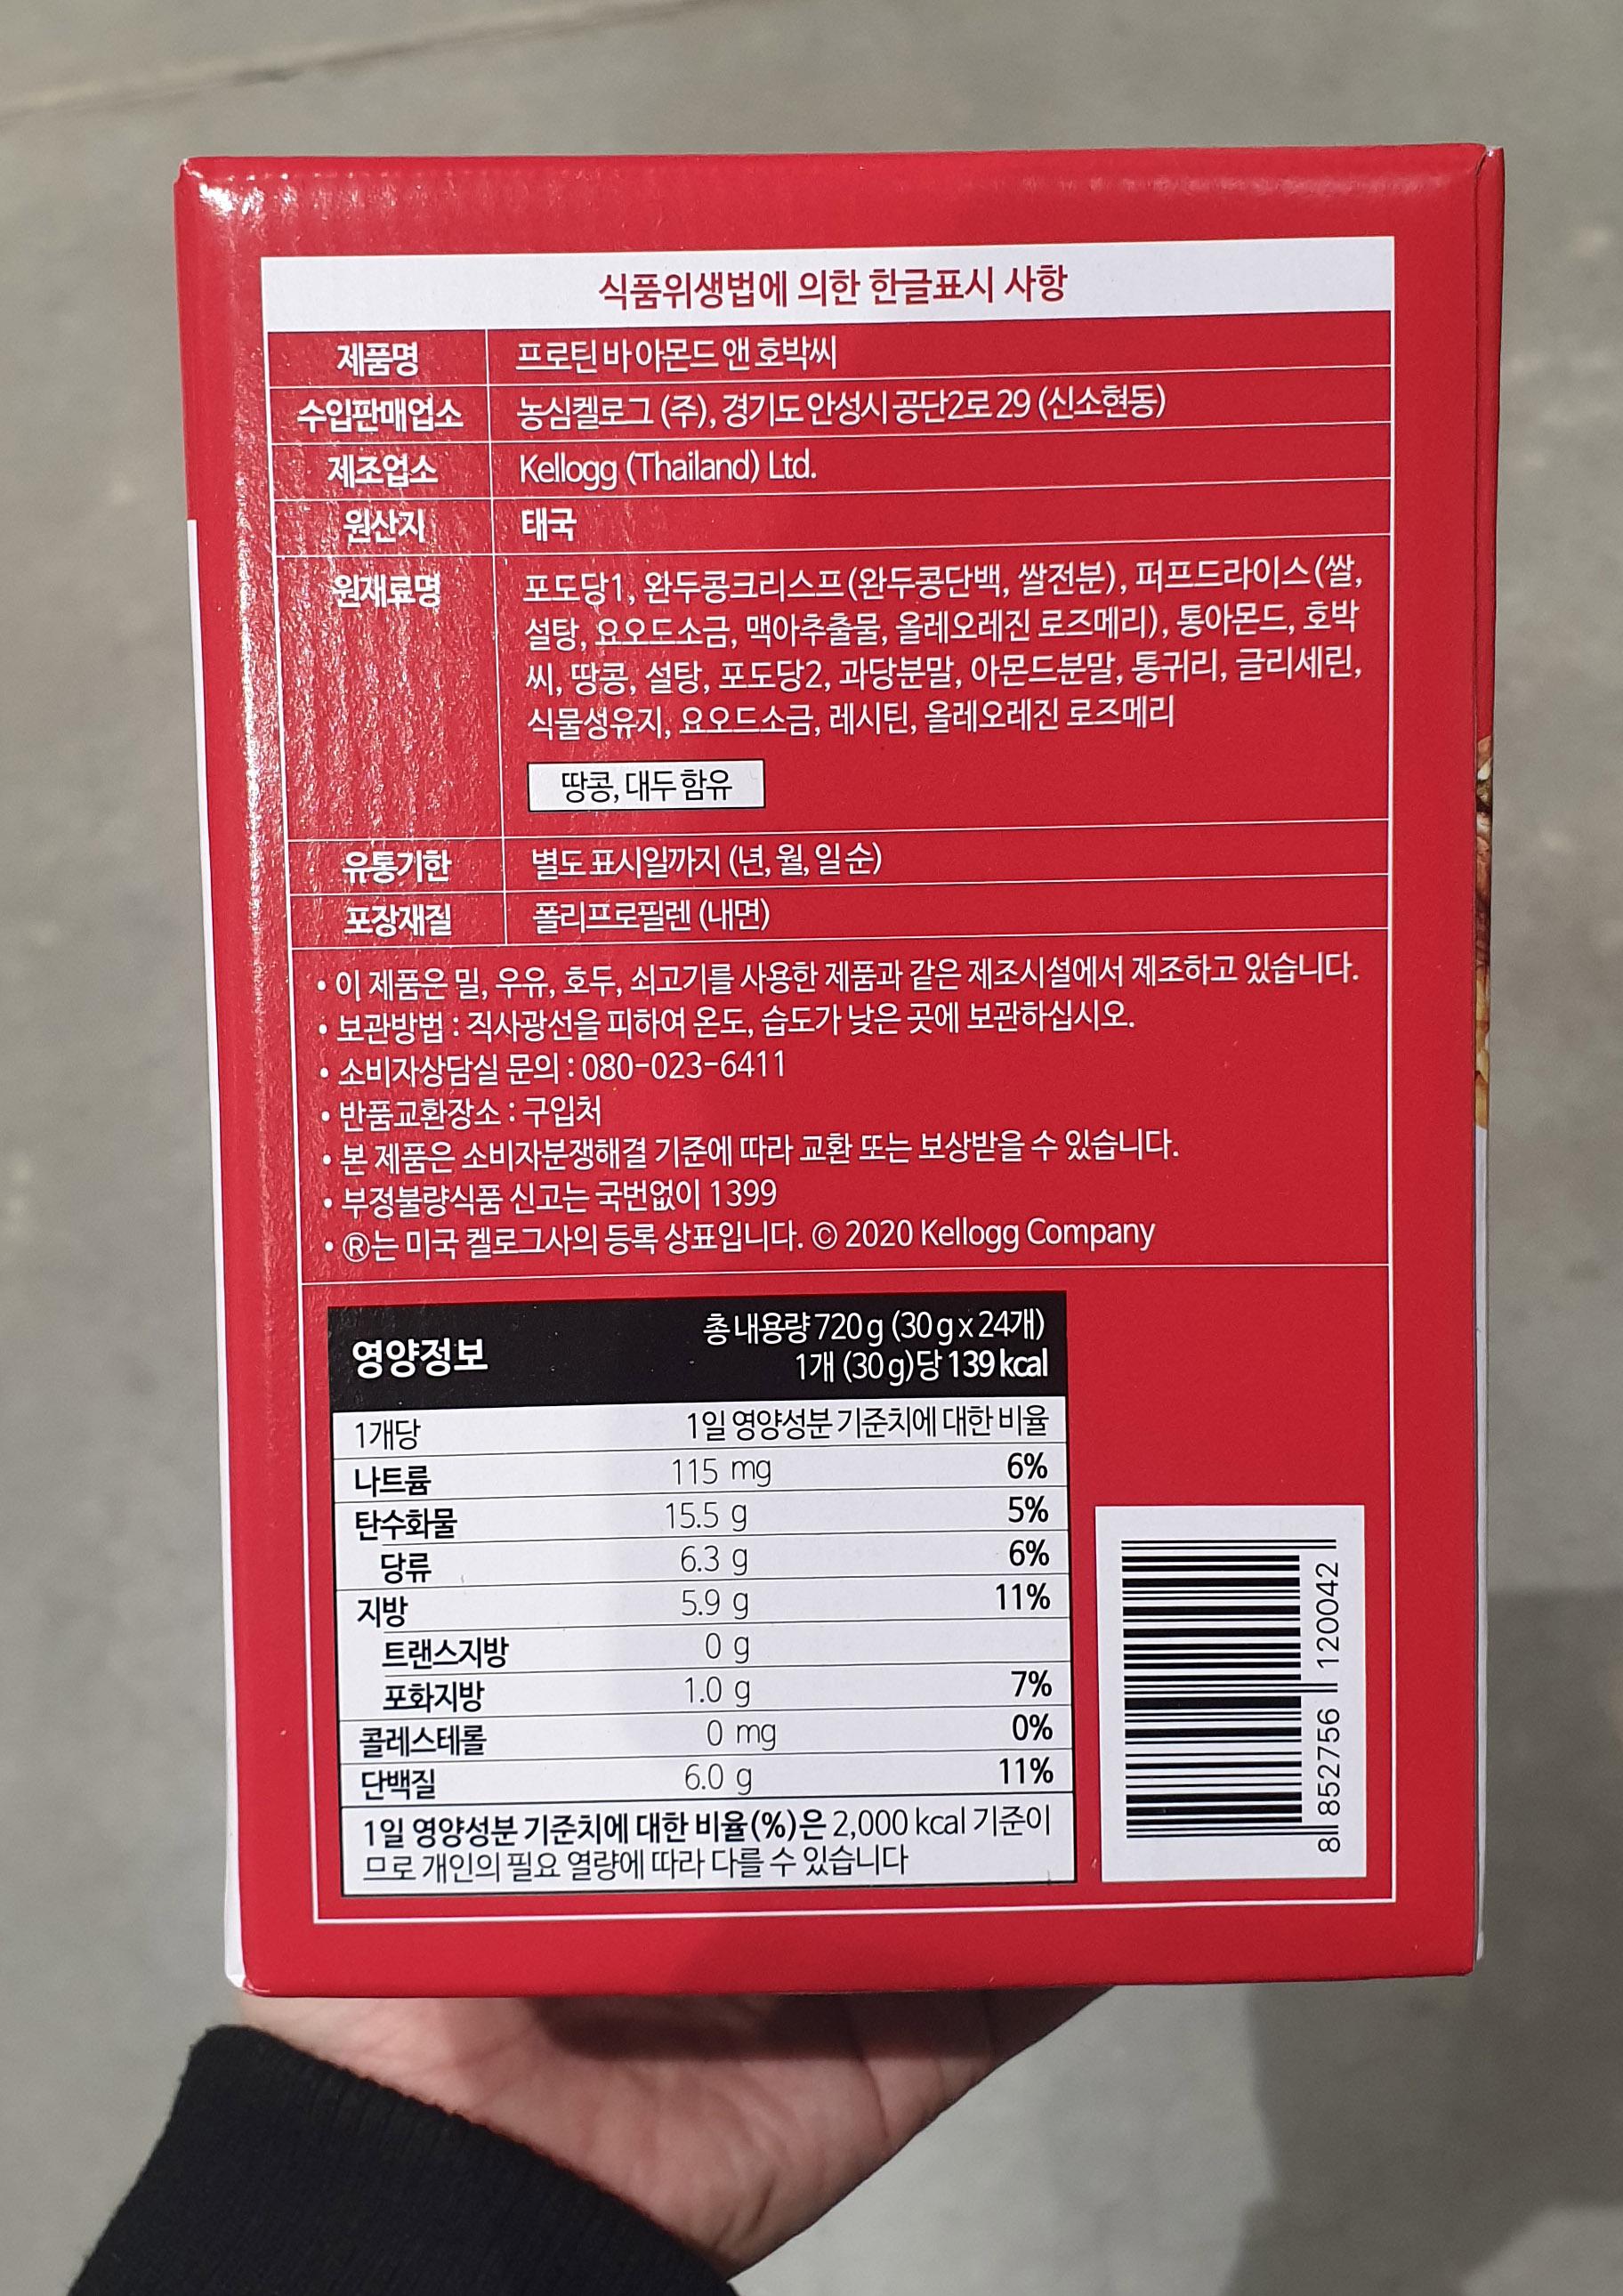 식품위생법에 의한 한글표시 사항
제품명 프로틴 바 아몬드 앤 호박씨
수입판매업소 농심켈로그 (주), 경기도 안성시 공단2로 29 (신소현동)
제조업소 Kellogg (Thailand) Ltd.
원산지 태국
원재료명 포도당1, 완두콩크리스프(완두콩단백, 쌀전분), 퍼프드라이스(쌀,
설탕, 요오드소금, 맥아추출물, 올레오레진 로즈메리), 통아몬드, 호박
씨, 땅콩, 설탕, 포도당2, 과당분말, 아몬드분말, 통귀리, 글리세린,
식물성유지, 요오드소금, 레시틴, 올레오레진 로즈메리
땅콩, 대두 함유
유통기한 별도 표시일까지 (년, 월, 일 순)
포장재질 폴리프로필렌 (내면)
• 이 제품은 밀, 우유, 호두, 쇠고기를 사용한 제품과 같은 제조시설에서 제조하고 있습니다.
• 보관방법 : 직사광선을 피하여 온도, 습도가 낮은 곳에 보관하십시오.
• 소비자상담실 문의 : 080-023-6411
• 반품교환장소 : 구입처
• 본 제품은 소비자분쟁해결 기준에 따라 교환 또는 보상받을 수 있습니다.
• 부정불량식품 신고는 국번없이 1399
• ®는 미국 켈로그사의 등록 상표입니다. © 2020 Kellogg Company
영양정보
총 내용량 720 g (30 g x 24개)
1개 (30 g)당 139 kcal
1개당 1일 영양성분 기준치에 대한 비율
나트륨 115 mg 6%
탄수화물 15.5 g 5%
당류 6.3 g 6%
지방 5.9 g 11%
트랜스지방 0 g
포화지방 1.0 g 7%
콜레스테롤 0 mg 0%
단백질 6.0 g 11%
1일 영양성분 기준치에 대한 비율(%)은 2,000 kcal 기준이
므로 개인의 필요 열량에 따라 다를 수 있습니다
8 852756 120042